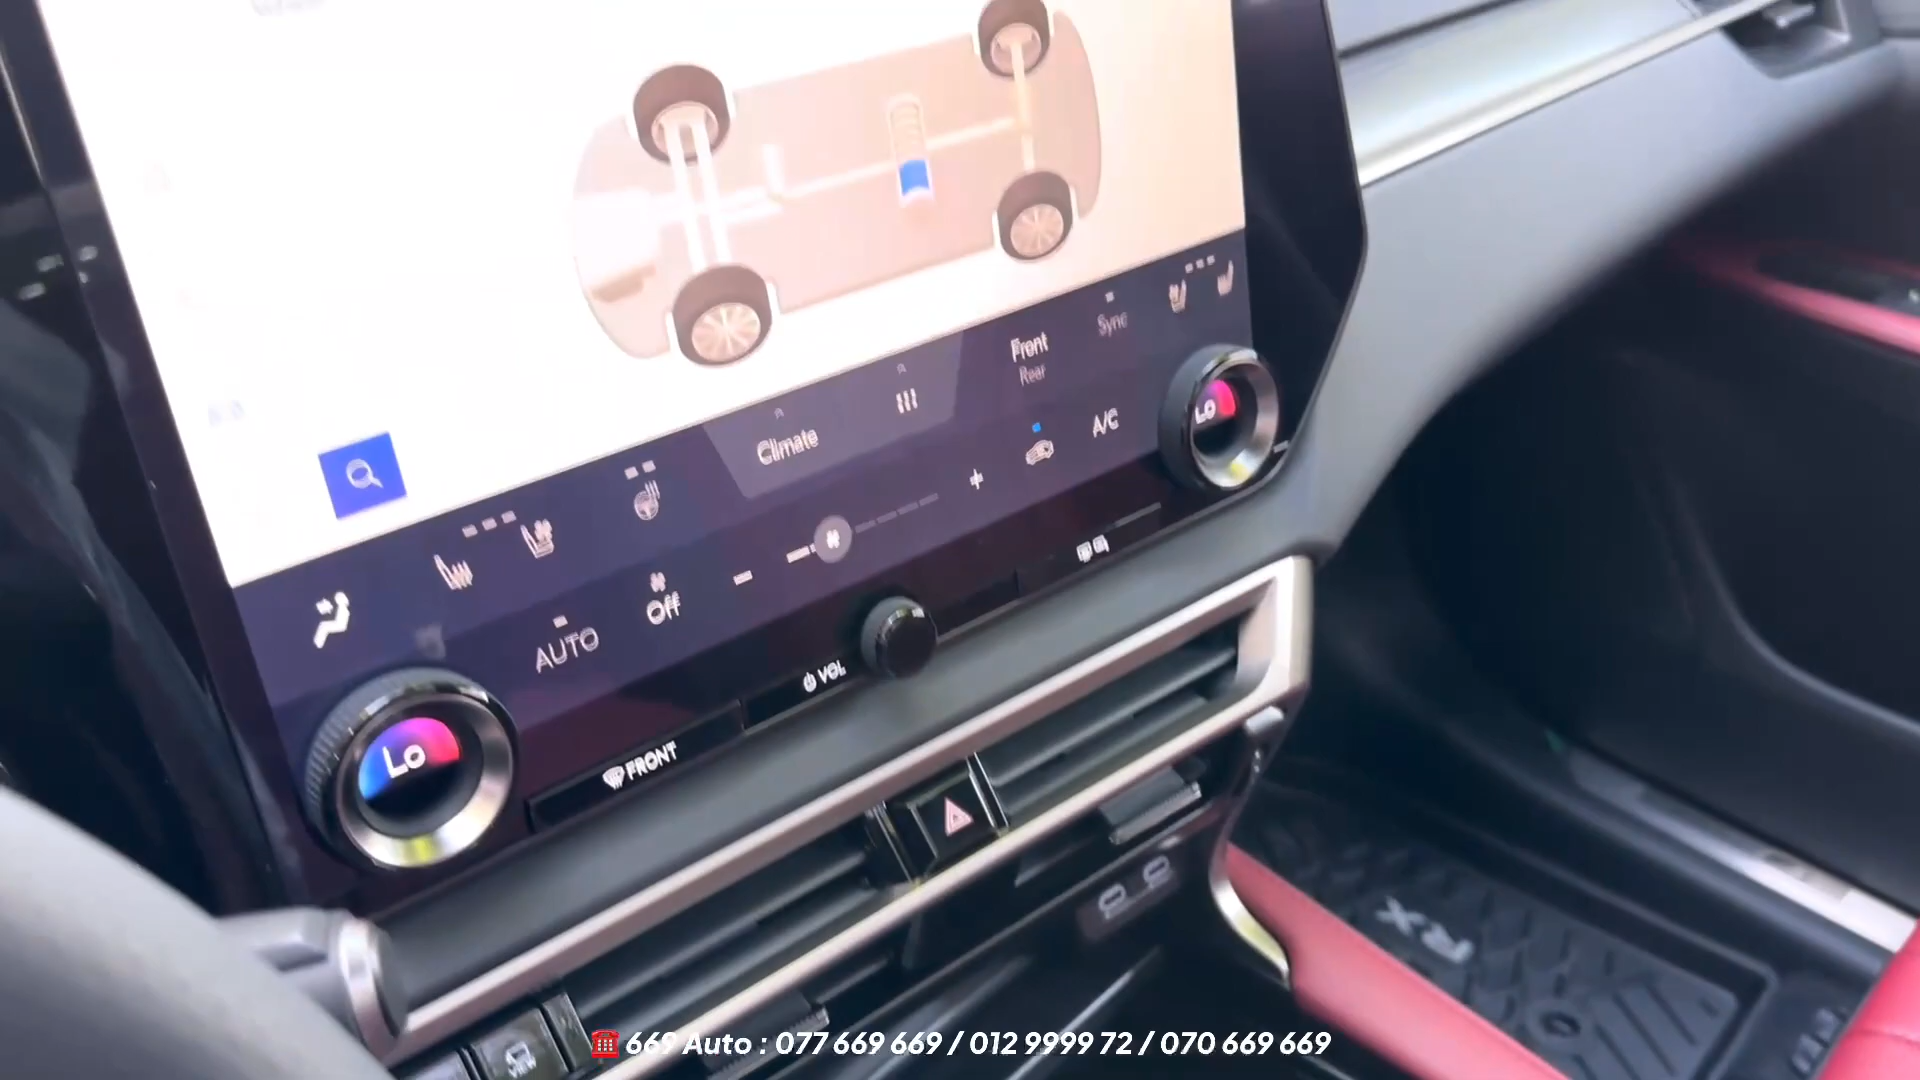 Front
Rear
Sync
Climate
A/C
Lo
AUTO
Off
Lo
VOL
FRONT
VIEW
RX
☎ 669 Auto : 077 669 669 / 012 9999 72 / 070 669 669